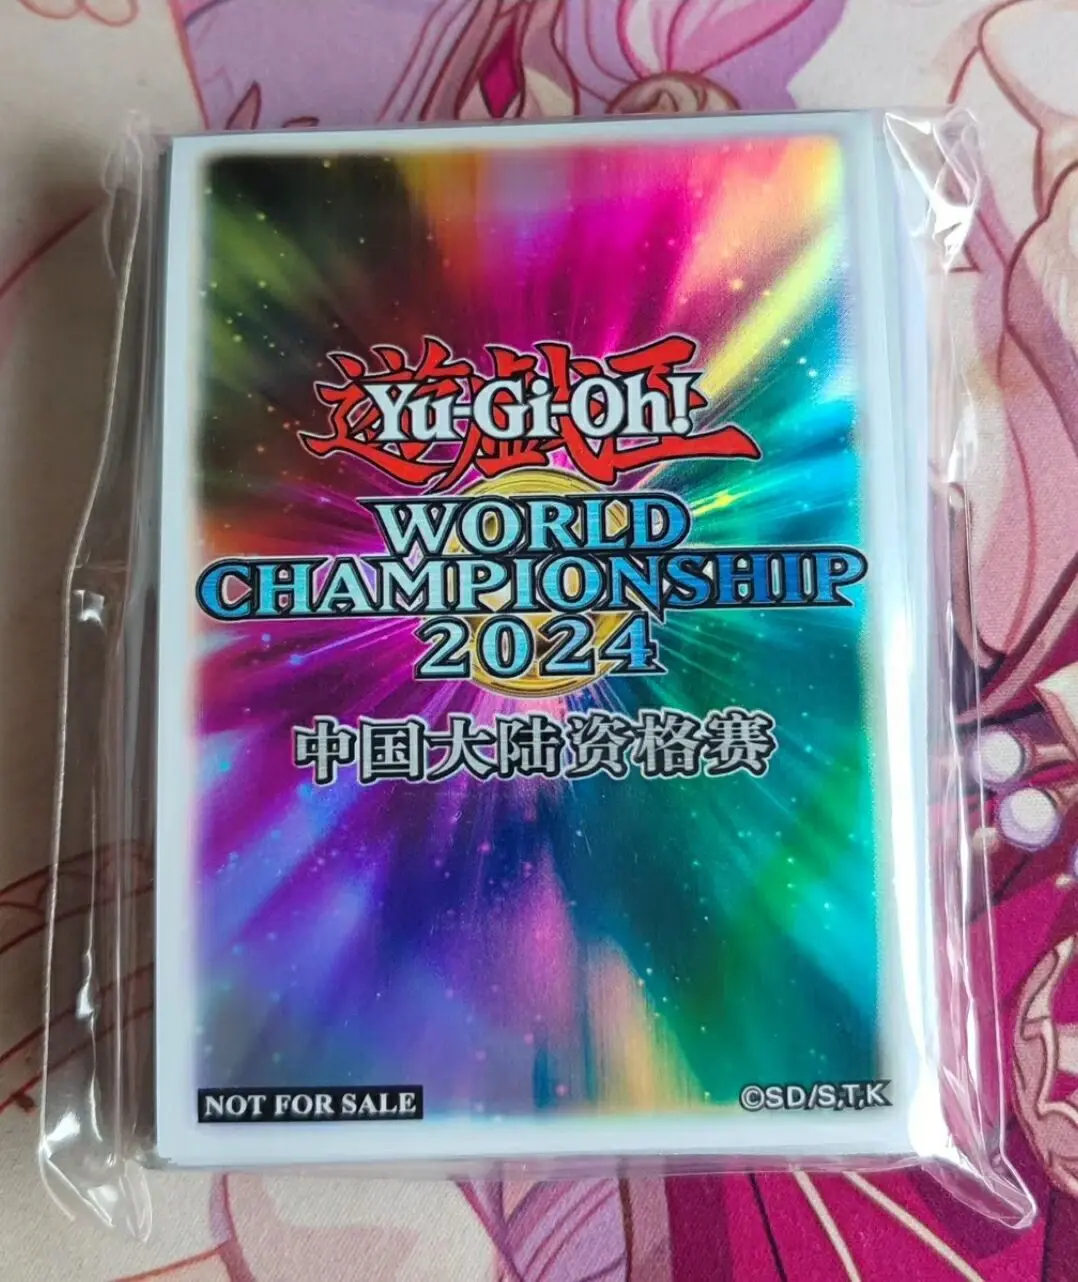 遊戯王
Yu-Gi-Oh!
WORLD
CHAMPIONSHIP
2024
中国大陆资格赛
NOT FOR SALE
©SD/S,T,K